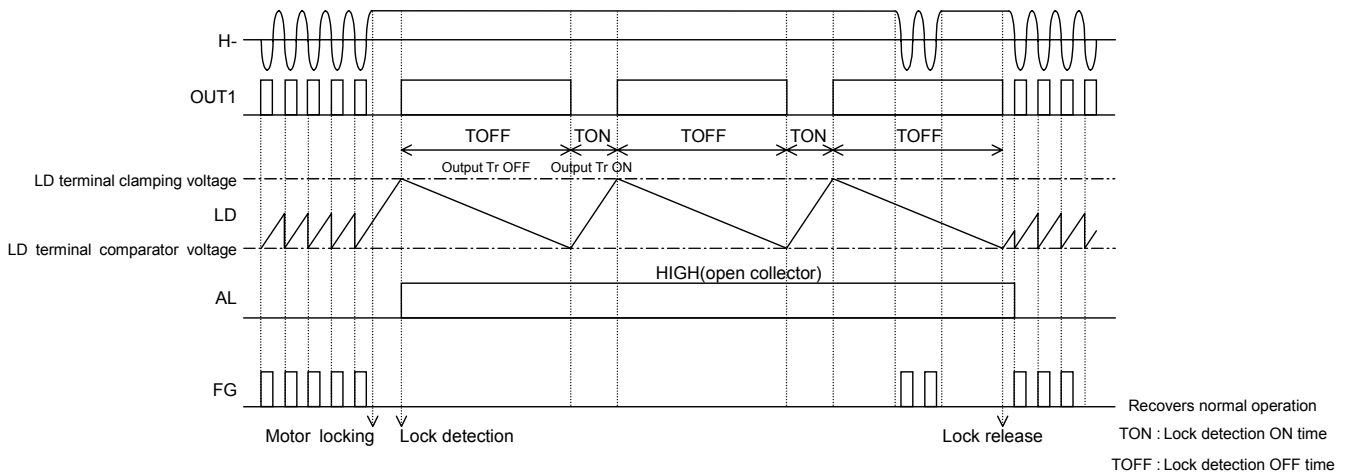 H-
OUT1
TOFF TON TOFF TON TOFF
Output Tr OFF Output Tr ON
LD terminal clamping voltage
LD
LD terminal comparator voltage
HIGH(open collector)
AL
FG
Recovers normal operation
Motor locking Lock detection Lock release
TON : Lock detection ON time
TOFF : Lock detection OFF time